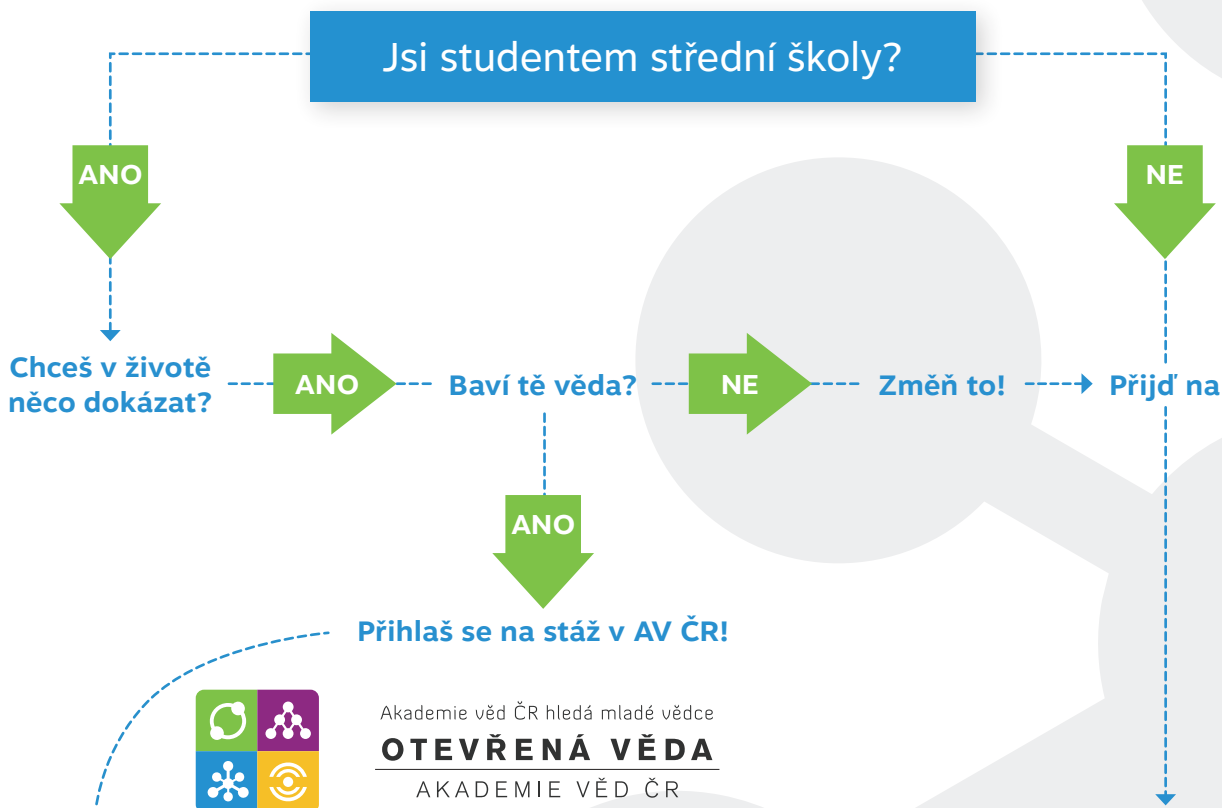 Jsi studentem střední školy?
ANO
NE
Chceš v životě
něco dokázat?
ANO
Baví tě věda?
NE
Změň to!
Přijď na
ANO
Přihlaš se na stáž v AV ČR!
Akademie věd ČR hledá mladé vědce
OTEVŘENÁ VĚDA
AKADEMIE VĚD ČR